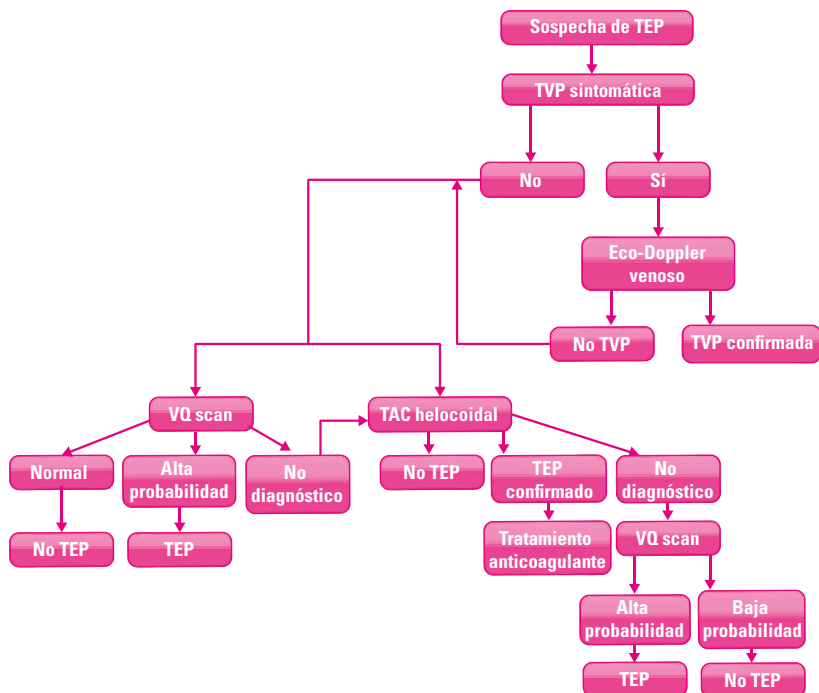 Sospecha de TEP
TVP sintomática
No
Sí
Eco-Doppler
venoso
No TVP
TVP confirmada
VQ scan
TAC helocoidal
Normal
Alta
probabilidad
No
diagnóstico
No TEP
TEP
confirmado
No
diagnóstico
No TEP
TEP
Tratamiento
anticoagulante
VQ scan
Alta
probabilidad
Baja
probabilidad
TEP
No TEP